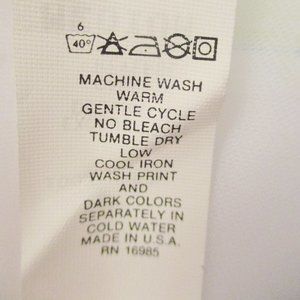 6
40°
MACHINE WASH
WARM
GENTLE CYCLE
NO BLEACH
TUMBLE DRY
LOW
COOL IRON
WASH PRINT
AND
DARK COLORS
SEPARATELY IN
COLD WATER
MADE IN U.S.A.
RN 16985